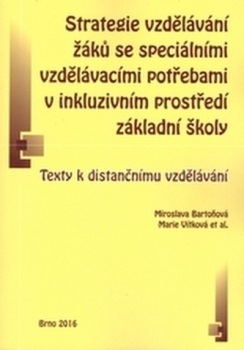 Strategie vzdělávání
žáků se speciálními
vzdělávacími potřebami
v inkluzivním prostředí
základní školy
Texty k distančnímu vzdělávání
Miroslava Bartoňová
Marie Vítková et al.
Brno 2016